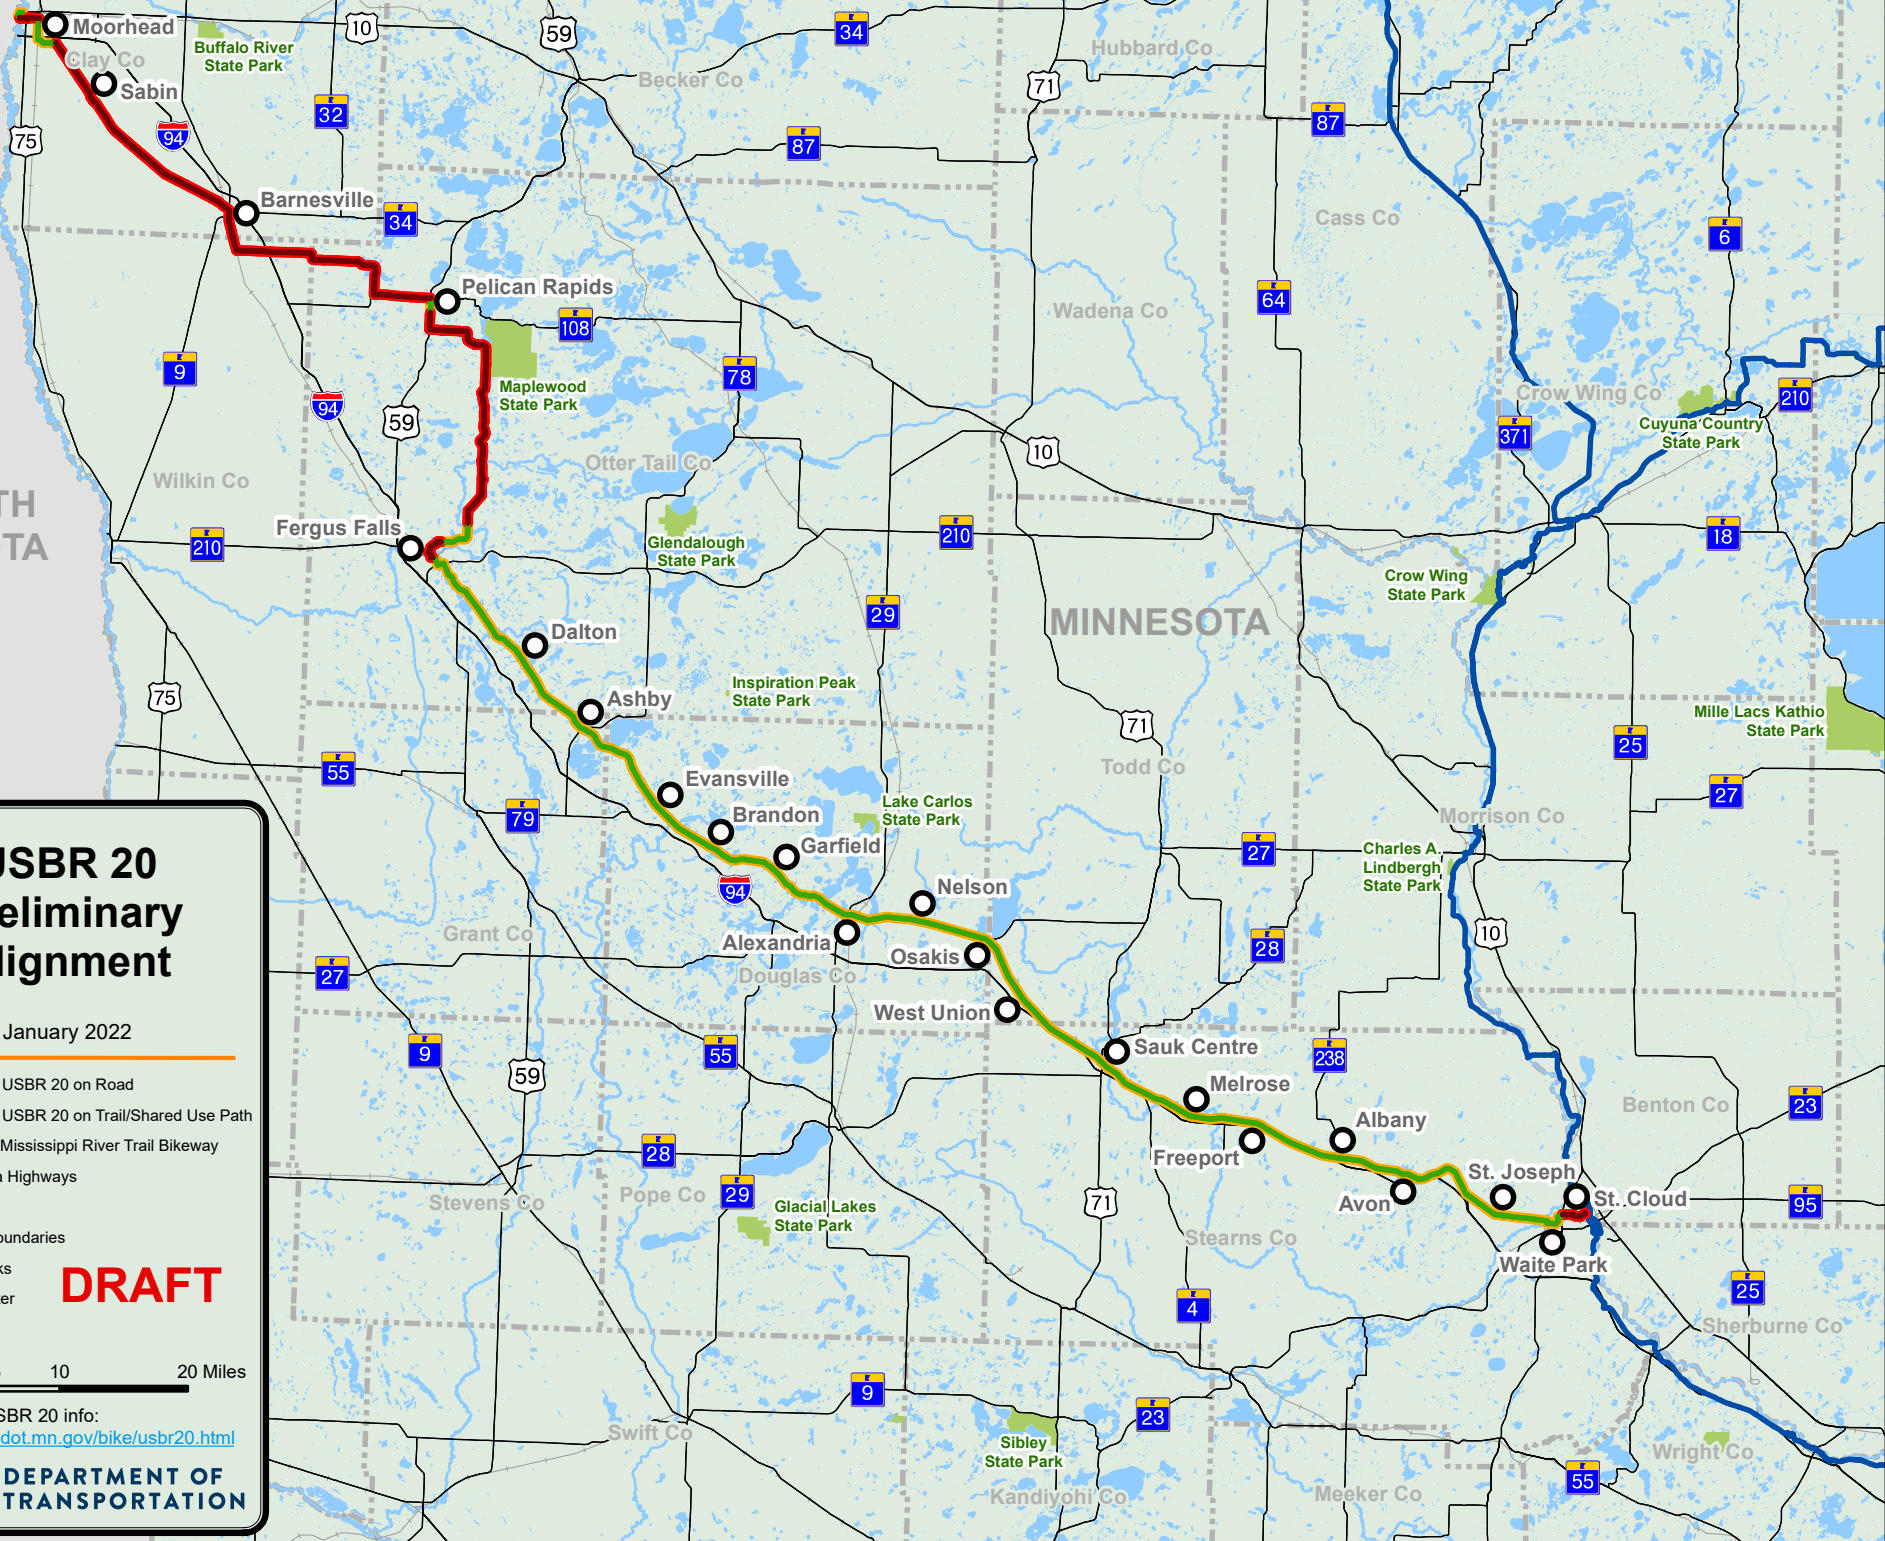 Moorhead
Buffalo River
State Park
10
59
34
Hubbard Co
Becker Co
71
Clay Co
Sabin
32
94
75
87
87
Barnesville
34
Cass Co
6
Pelican Rapids
108
Wadena Co
64
9
94
59
Maplewood
State Park
78
Crow Wing Co
210
Cuyuna Country
State Park
371
10
Otter Tail Co
Wilkin Co
TH
OTA
Fergus Falls
210
Glendalough
State Park
210
18
Crow Wing
State Park
29
MINNESOTA
Dalton
75
Ashby
Inspiration Peak
State Park
71
Mille Lacs Kathio
State Park
25
55
Todd Co
Evansville
79
Brandon
Lake Carlos
State Park
27
Morrison Co
Garfield
94
27
Charles A.
Lindbergh
State Park
Nelson
Grant Co
Alexandria
Osakis
10
28
27
Douglas Co
West Union
9
59
55
Sauk Centre
238
Melrose
Benton Co
23
Albany
28
Freeport
Stevens Co
Pope Co
29
Glacial Lakes
State Park
71
Avon
St. Joseph
St. Cloud
95
Stearns Co
Waite Park
4
25
Sherburne Co
9
23
Swift Co
Sibley
State Park
Wright Co
55
Kandiyohi Co
Meeker Co
USBR 20
eliminary
lignment
January 2022
USBR 20 on Road
USBR 20 on Trail/Shared Use Path
Mississippi River Trail Bikeway
a Highways
oundaries
ks
ter
DRAFT
10
20 Miles
SBR 20 info:
dot.mn.gov/bike/usbr20.html
DEPARTMENT OF
TRANSPORTATION